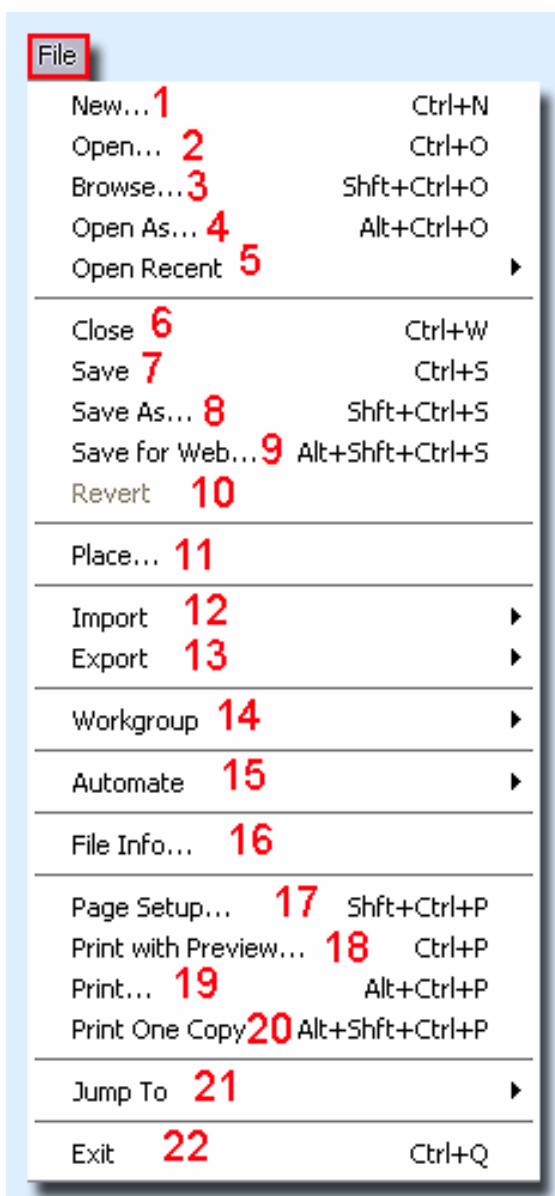 File
New...1 Ctrl+N
Open... 2 Ctrl+O
Browse...3 Shft+Ctrl+O
Open As... 4 Alt+Ctrl+O
Open Recent 5
Close 6 Ctrl+W
Save 7 Ctrl+S
Save As... 8 Shft+Ctrl+S
Save for Web...9 Alt+Shft+Ctrl+S
Revert 10
Place... 11
Import 12
Export 13
Workgroup 14
Automate 15
File Info... 16
Page Setup... 17 Shft+Ctrl+P
Print with Preview... 18 Ctrl+P
Print... 19 Alt+Ctrl+P
Print One Copy 20 Alt+Shft+Ctrl+P
Jump To 21
Exit 22 Ctrl+Q